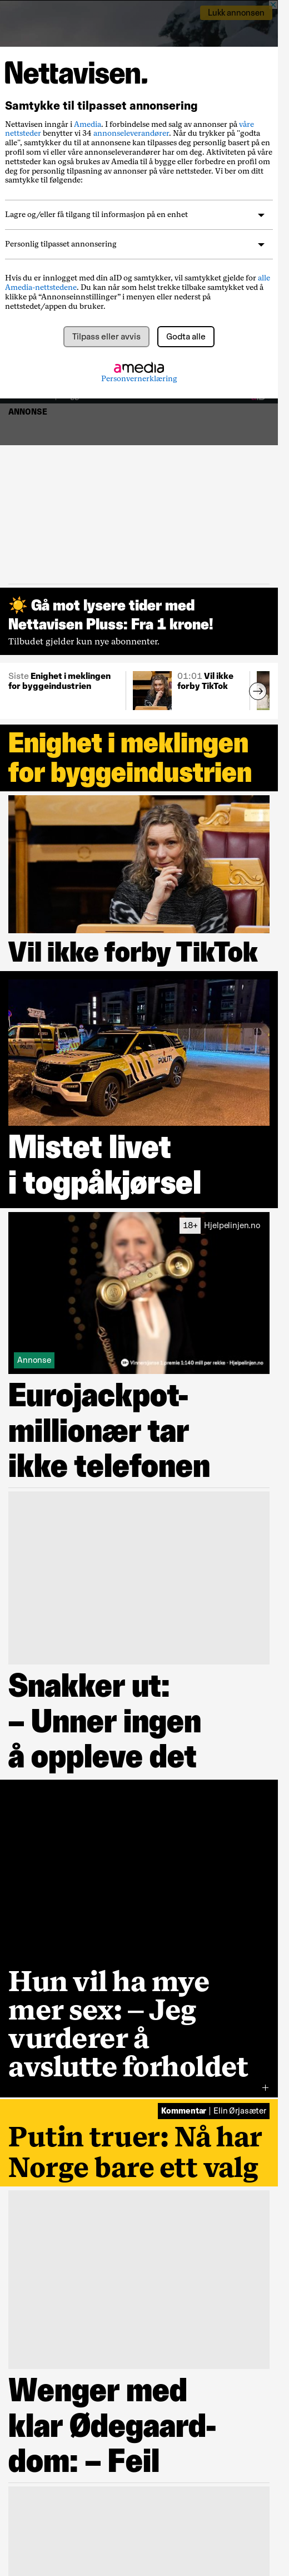 Lukk annonsen
Nettavisen.
Samtykke til tilpasset annonsering
Nettavisen inngår i Amedia. I forbindelse med salg av annonser på våre
nettsteder benytter vi 34 annonseleverandører. Når du trykker på "godta
alle", samtykker du til at annonsene kan tilpasses deg personlig basert på en
profil som vi eller våre annonseleverandører har om deg. Aktiviteten på våre
nettsteder kan også brukes av Amedia til å bygge eller forbedre en profil om
deg for personlig tilpasning av annonser på våre nettsteder. Vi ber om ditt
samtykke til følgende:
Lagre og/eller få tilgang til informasjon på en enhet
Personlig tilpasset annonsering
Hvis du er innlogget med din aID og samtykker, vil samtykket gjelde for alle
Amedia-nettstedene. Du kan når som helst trekke tilbake samtykket ved å
klikke på “Annonseinnstillinger” i menyen eller nederst på
nettstedet/appen du bruker.
Tilpass eller avvis
Godta alle
amedia
Personvernerklæring
ANNONSE
☀️ Gå mot lysere tider med
Nettavisen Pluss: Fra 1 krone!
Tilbudet gjelder kun nye abonnenter.
Siste Enighet i meklingen
for byggeindustrien
01:01 Vil ikke
forby TikTok
Enighet i meklingen
for byggeindustrien
Vil ikke forby TikTok
Mistet livet
i togpåkjørsel
18+ Hjelpelinjen.no
Annonse
Eurojackpot-
millionær tar
ikke telefonen
Snakker ut:
– Unner ingen
å oppleve det
Hun vil ha mye
mer sex: – Jeg
vurderer å
avslutte forholdet
Kommentar | Elin Ørjasæter
Putin truer: Nå har
Norge bare ett valg
Wenger med
klar Ødegaard-
dom: – Feil